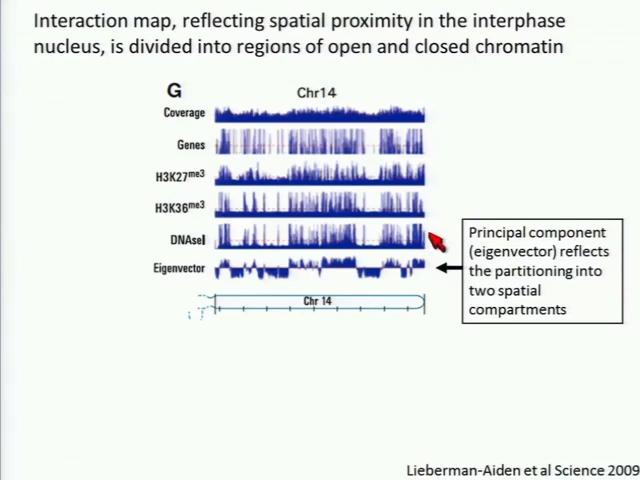 Interaction map, reflecting spatial proximity in the interphase
nucleus, is divided into regions of open and closed chromatin
G
Chr14
Coverage
Genes
H3K27me3
H3K36me3
DNAseI
Eigenvector
Chr 14
Principal component
(eigenvector) reflects
the partitioning into
two spatial
compartments
Lieberman-Aiden et al Science 2009